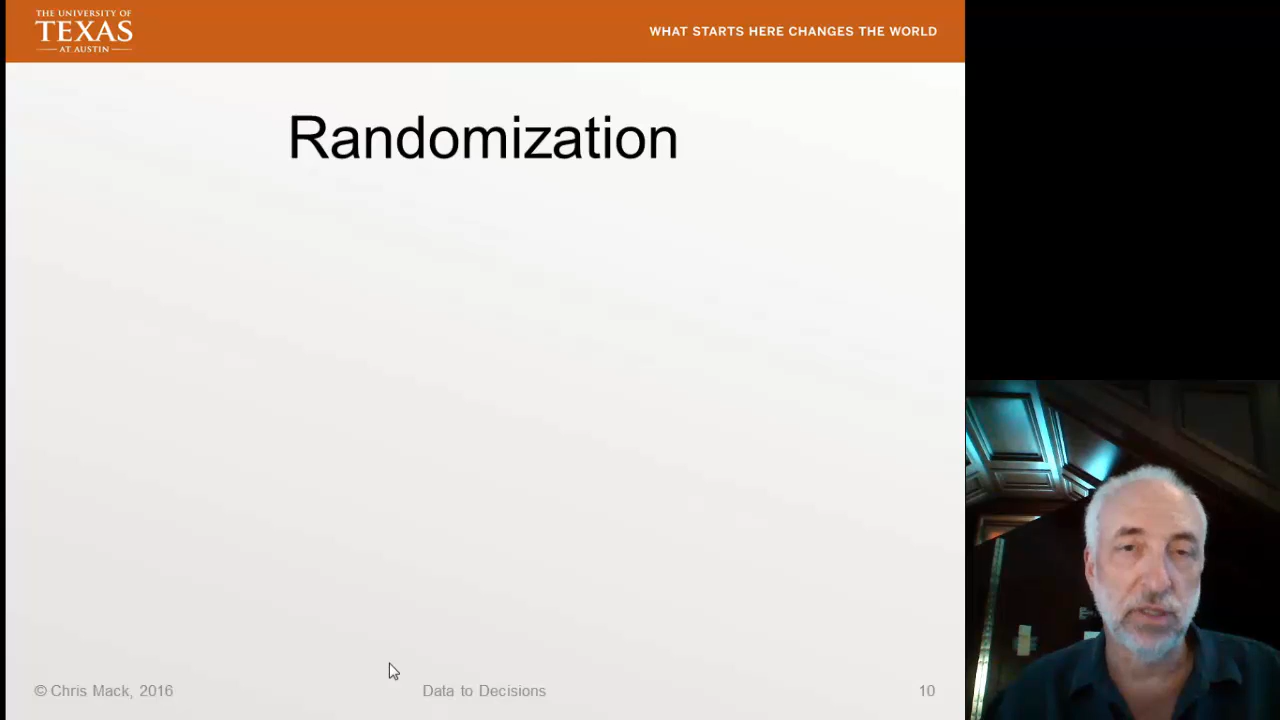 THE UNIVERSITY OF
TEXAS
AT AUSTIN
WHAT STARTS HERE CHANGES THE WORLD
Randomization
© Chris Mack, 2016
Data to Decisions
10